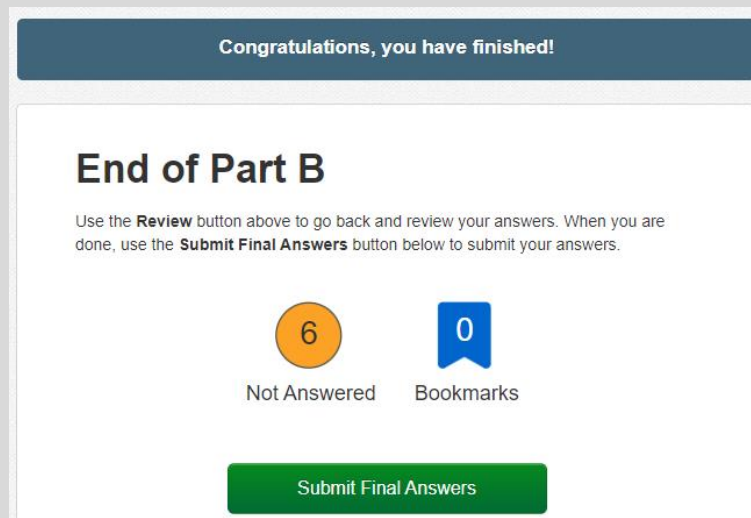 Congratulations, you have finished!
End of Part B
Use the Review button above to go back and review your answers. When you are
done, use the Submit Final Answers button below to submit your answers.
6
0
Not Answered
Bookmarks
Submit Final Answers